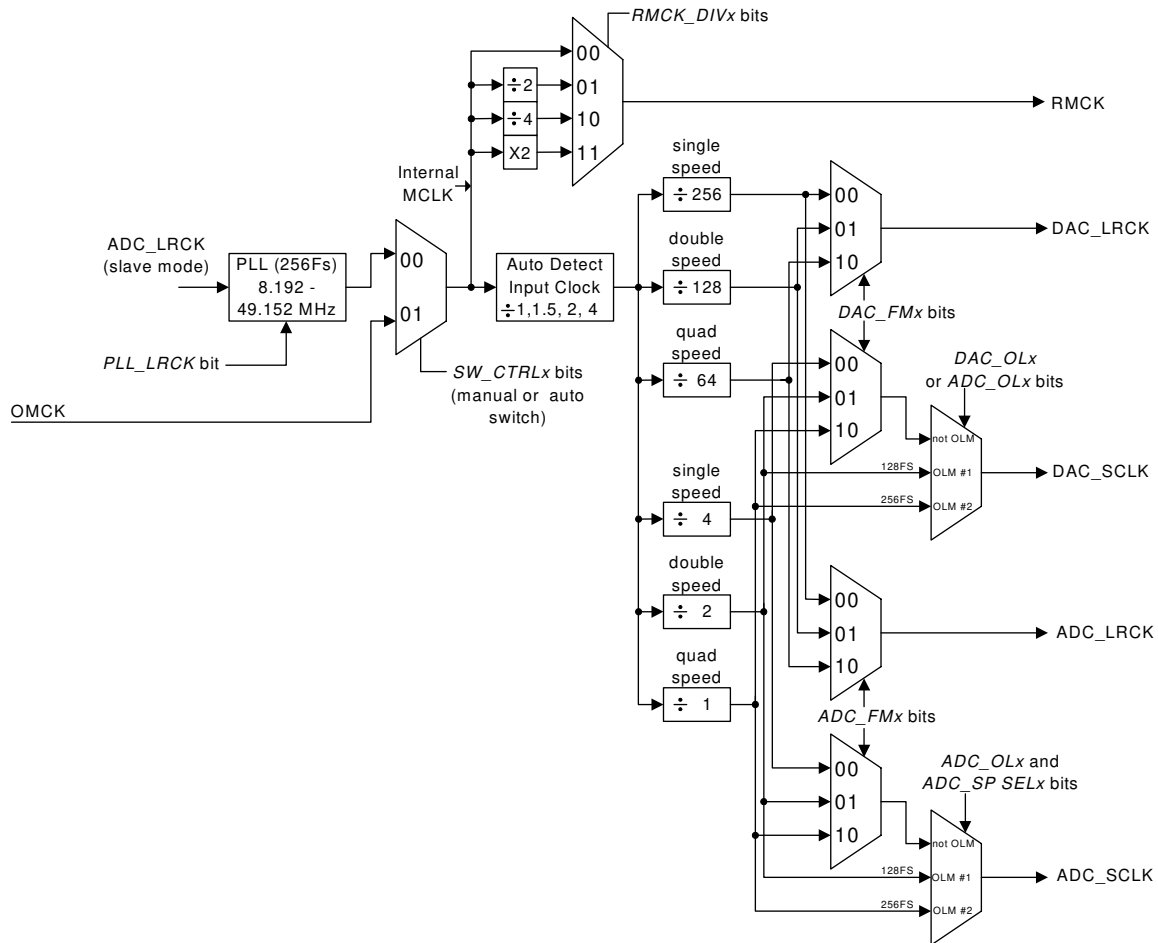 RMCK_DIVx bits
00
÷2
01
÷4
10
X2
11
RMCK
Internal
MCLK
ADC_LRCK
(slave mode)
PLL (256Fs)
8.192 -
49.152 MHz
PLL_LRCK bit
OMCK
00
01
SW_CTRLx bits
(manual or auto
switch)
Auto Detect
Input Clock
÷1,1.5, 2, 4
single
speed
÷256
double
speed
÷128
quad
speed
÷ 64
single
speed
÷ 4
double
speed
÷ 2
quad
speed
÷ 1
00
01
10
DAC_LRCK
DAC_FMx bits
00
01
10
DAC_OLx
or ADC_OLx bits
not OLM
128FS
OLM #1
256FS
OLM #2
DAC_SCLK
00
01
10
ADC_LRCK
ADC_FMx bits
00
01
10
ADC_OLx and
ADC_SP SELx bits
not OLM
128FS
OLM #1
256FS
OLM #2
ADC_SCLK